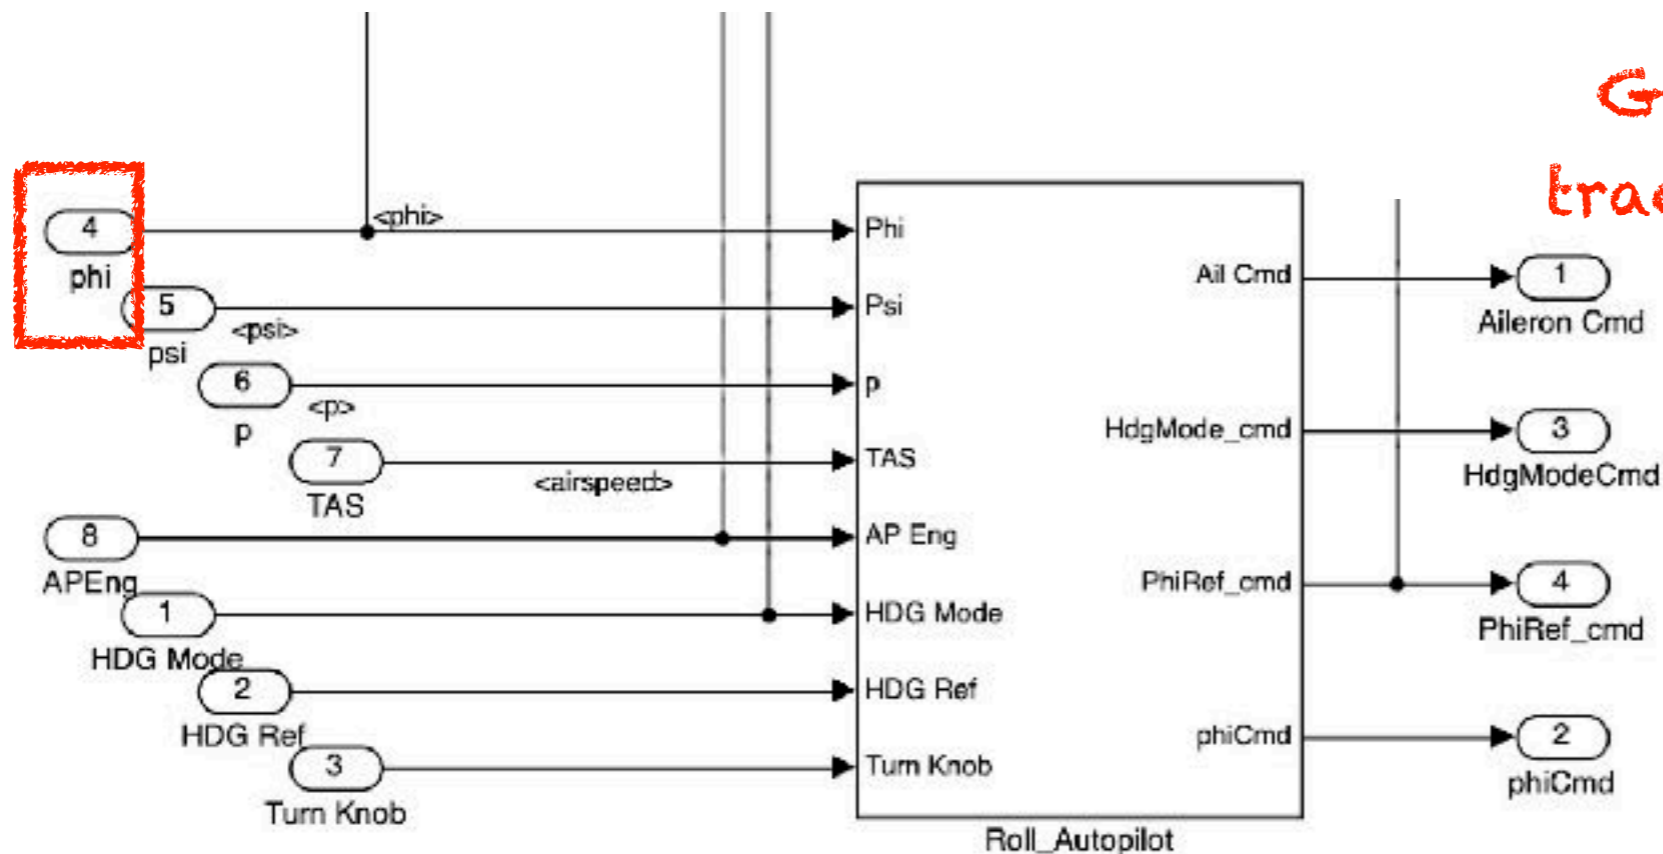 4
phi
<phi>
Phi
5
psi
<psi>
Psi
6
p
<p>
p
7
TAS
<airspeed>
TAS
8
APEng
AP Eng
1
HDG Mode
HDG Mode
2
HDG Ref
HDG Ref
3
Turn Knob
Turn Knob
Roll_Autopilot
Ail Cmd
1
Aileron Cmd
HdgMode_cmd
3
HdgModeCmd
PhiRef_cmd
4
PhiRef_cmd
phiCmd
2
phiCmd